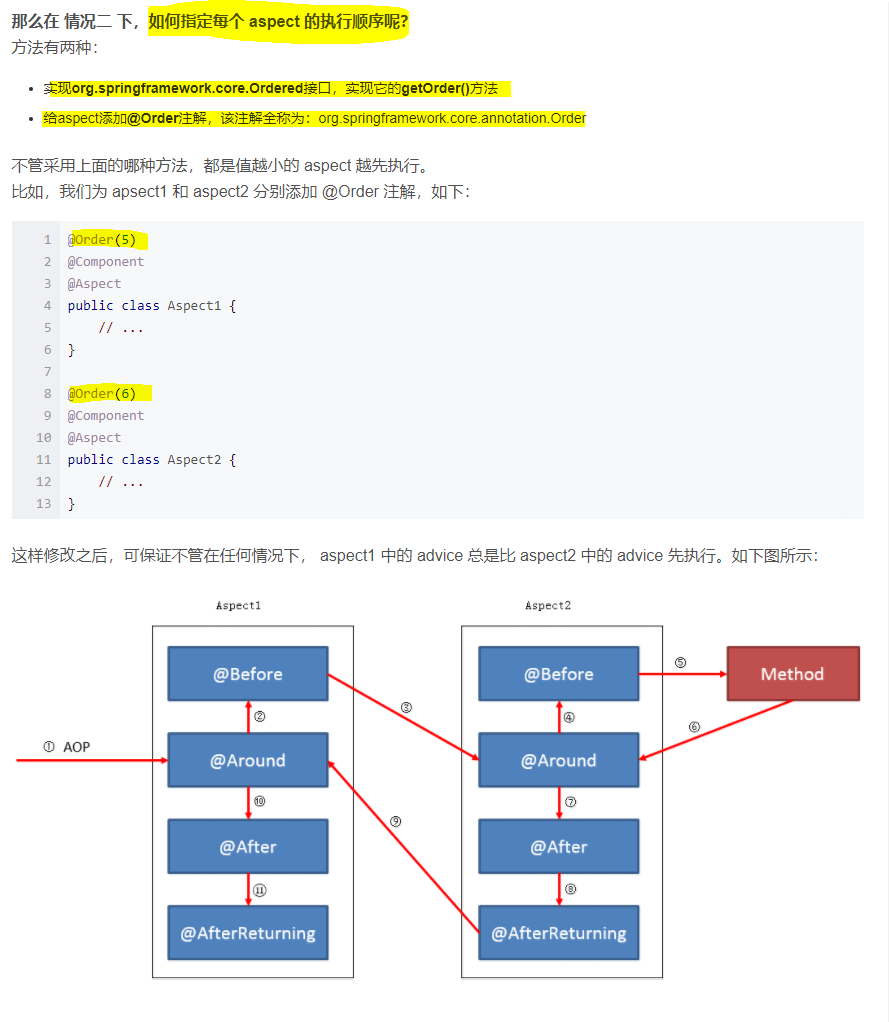 那么在 情况二 下，如何指定每个 aspect 的执行顺序呢？
方法有两种：
• 实现org.springframework.core.Ordered接口，实现它的getOrder()方法
• 给aspect添加@Order注解，该注解全称为：org.springframework.core.annotation.Order
不管采用上面的哪种方法，都是值越小的 aspect 越先执行。
比如，我们为 apsect1 和 aspect2 分别添加 @Order 注解，如下：
1 @Order(5)
2 @Component
3 @Aspect
4 public class Aspect1 {
5 // ...
6 }
7
8 @Order(6)
9 @Component
10 @Aspect
11 public class Aspect2 {
12 // ...
13 }
这样修改之后，可保证不管在任何情况下， aspect1 中的 advice 总是比 aspect2 中的 advice 先执行。如下图所示：
Aspect1 Aspect2
@Before @Before ⑤ Method
② ③ ④ ⑥
① AOP @Around @Around
⑩ ⑨ ⑦
@After @After
⑪ ⑧
@AfterReturning @AfterReturning